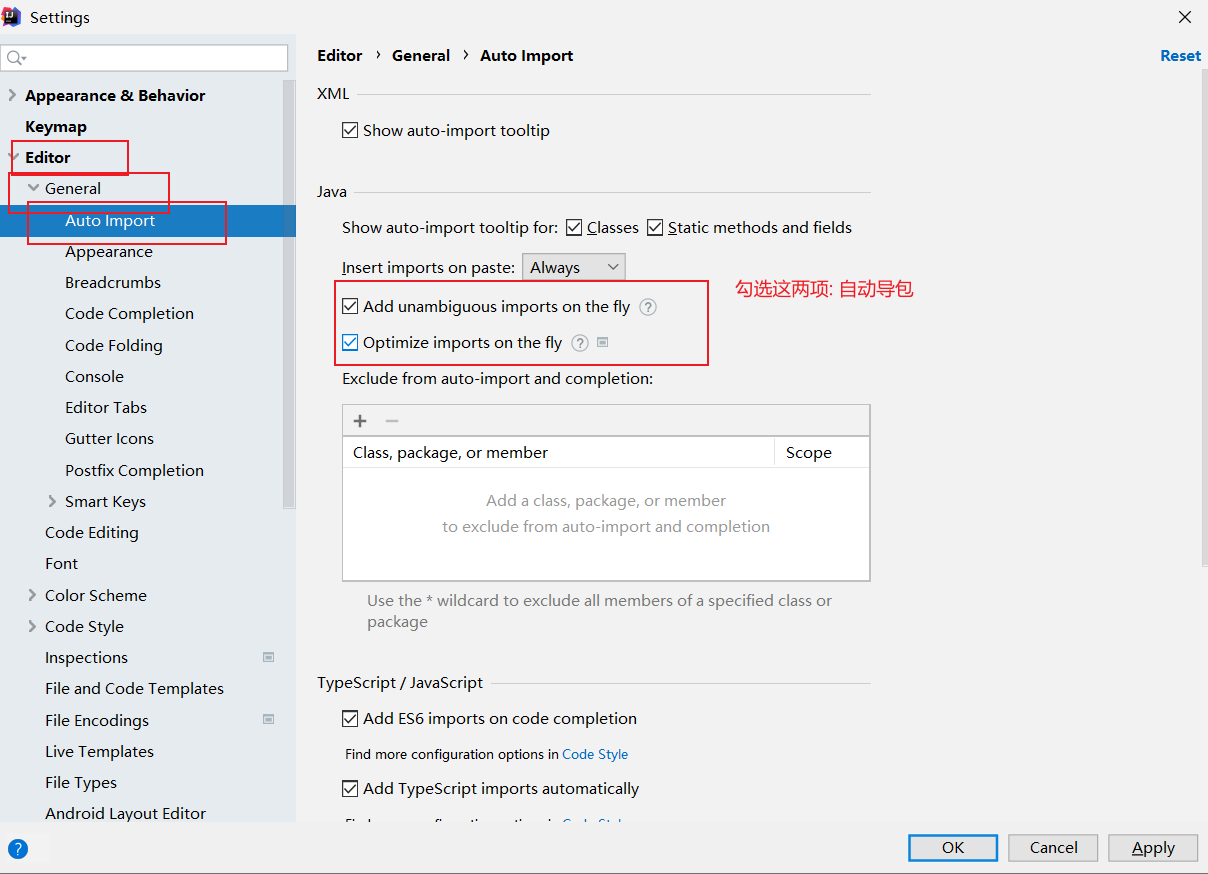 Settings
Appearance & Behavior
Keymap
Editor
General
Auto Import
Appearance
Breadcrumbs
Code Completion
Code Folding
Console
Editor Tabs
Gutter Icons
Postfix Completion
Smart Keys
Code Editing
Font
Color Scheme
Code Style
Inspections
File and Code Templates
File Encodings
Live Templates
File Types
Android Layout Editor
Editor › General › Auto Import
Reset
XML
Show auto-import tooltip
Java
Show auto-import tooltip for: Classes Static methods and fields
Insert imports on paste: Always
Add unambiguous imports on the fly ?
勾选这两项: 自动导包
Optimize imports on the fly ?
Exclude from auto-import and completion:
Class, package, or member Scope
Add a class, package, or member
to exclude from auto-import and completion
Use the * wildcard to exclude all members of a specified class or
package
TypeScript / JavaScript
Add ES6 imports on code completion
Find more configuration options in Code Style
Add TypeScript imports automatically
? OK Cancel Apply